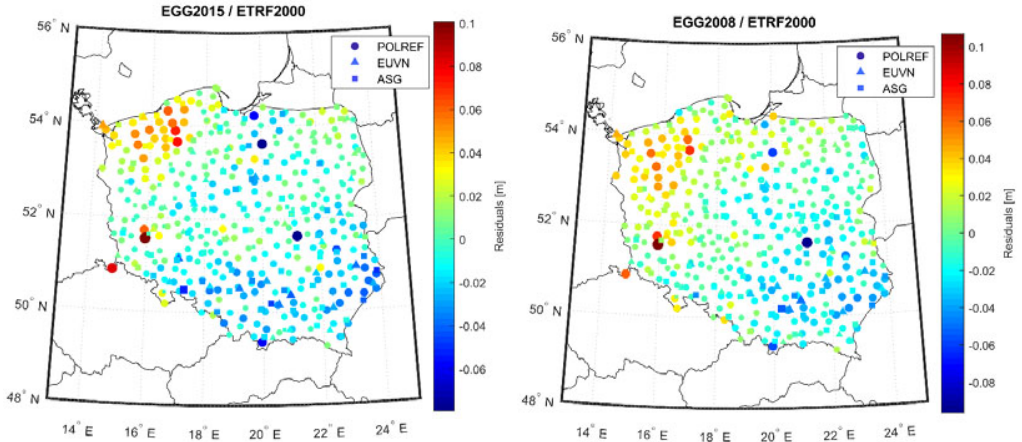 EGG2015 / ETRF2000
POLREF
EUVN
ASG
56° N
54° N
52° N
50° N
48° N
14° E
16° E
18° E
20° E
22° E
24° E
0.1
0.08
0.06
0.04
0.02
0
-0.02
-0.04
-0.06
Residuals [m]
EGG2008 / ETRF2000
POLREF
EUVN
ASG
56° N
54° N
52° N
50° N
48° N
14° E
16° E
18° E
20° E
22° E
24° E
0.1
0.08
0.06
0.04
0.02
0
-0.02
-0.04
-0.06
-0.08
Residuals [m]